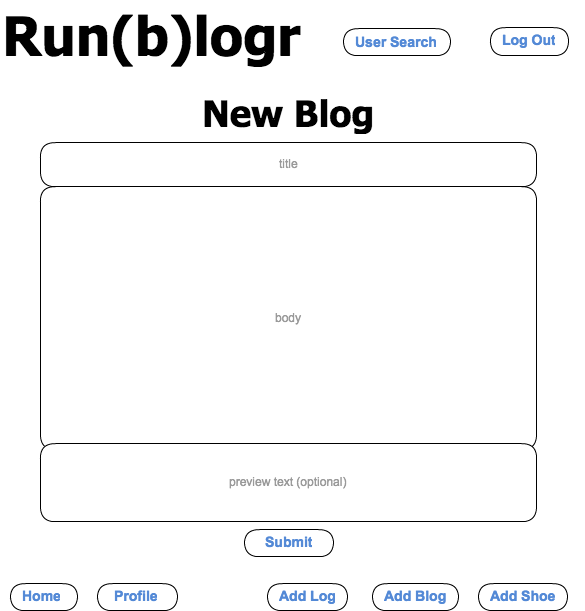 Run(b)logr User Search Log Out
New Blog
title
body
preview text (optional)
Submit
Home Profile Add Log Add Blog Add Shoe